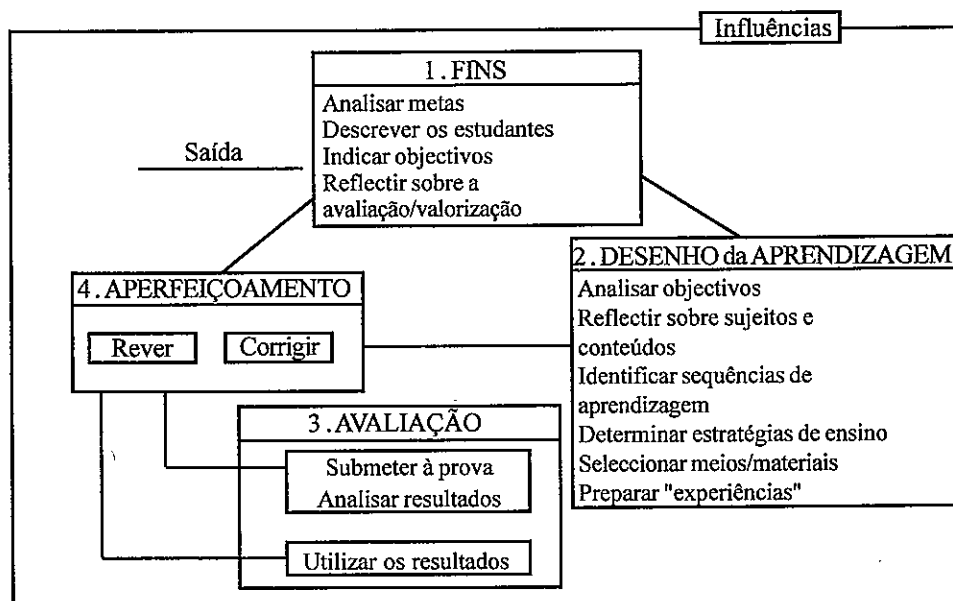 Influências
1.FINS
Analisar metas
Descrever os estudantes
Indicar objectivos
Reflectir sobre a
avaliação/valorização
Saída
2.DESENHO da APRENDIZAGEM
Analisar objectivos
Reflectir sobre sujeitos e
conteúdos
Identificar sequências de
aprendizagem
Determinar estratégias de ensino
Seleccionar meios/materiais
Preparar "experiências"
4.APERFEIÇOAMENTO
Rever
Corrigir
3.AVALIAÇÃO
Submeter à prova
Analisar resultados
Utilizar os resultados